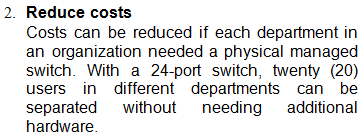 2. Reduce costs
Costs can be reduced if each department in
an organization needed a physical managed
switch. With a 24-port switch, twenty (20)
users in different departments can be
separated without needing additional
hardware.